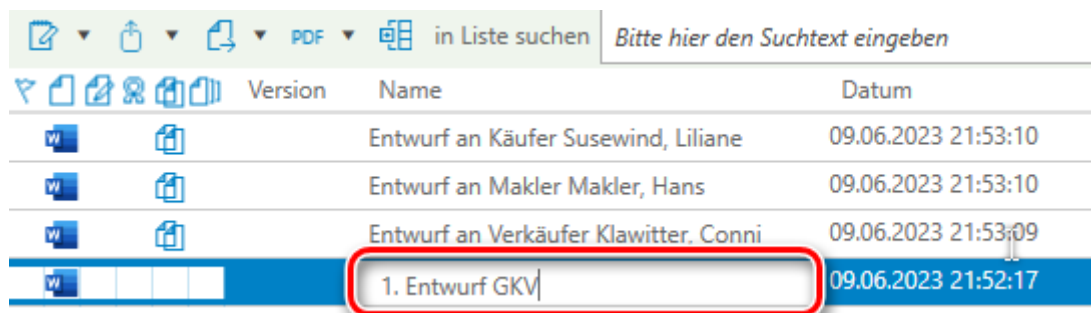 PDF in Liste suchen Bitte hier den Suchtext eingeben
Version Name Datum
Entwurf an Käufer Susewind, Liliane 09.06.2023 21:53:10
Entwurf an Makler Makler, Hans 09.06.2023 21:53:10
Entwurf an Verkäufer Klawitter, Conni 09.06.2023 21:53:09
1. Entwurf GKV 09.06.2023 21:52:17